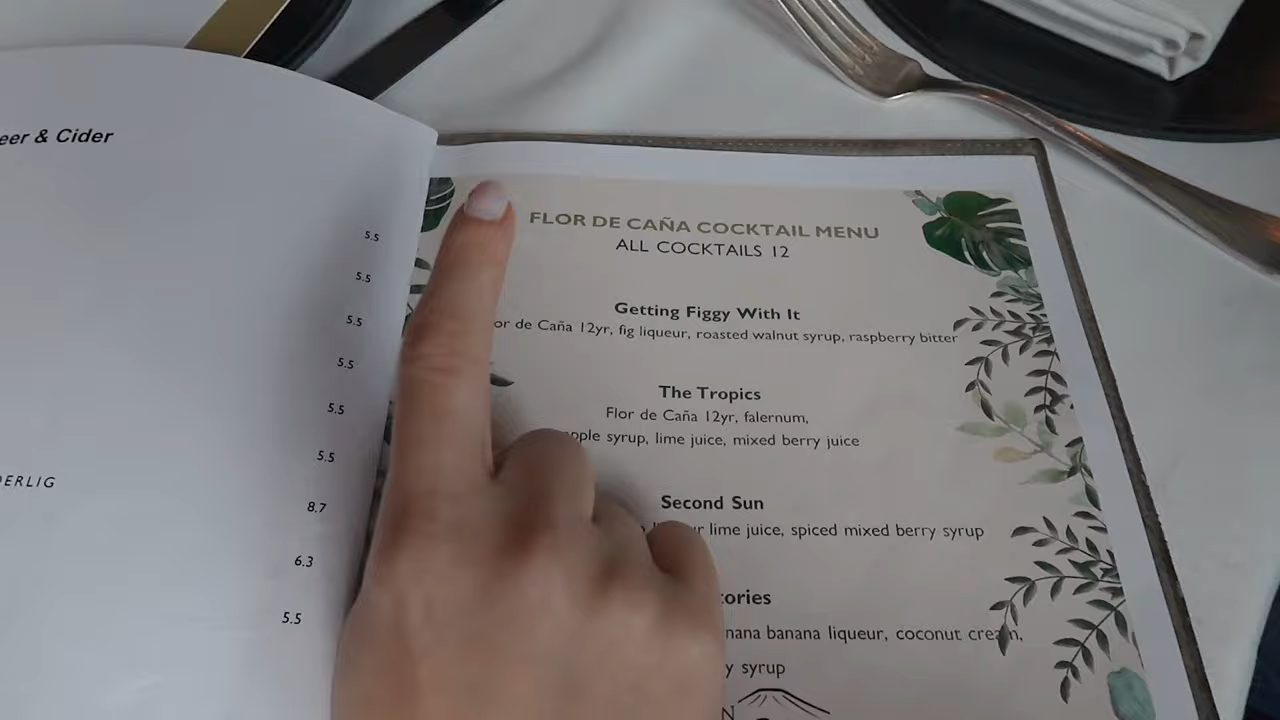 eer & Cider
5.5
5.5
5.5
5.5
5.5
5.5
DERLIG
8.7
6.3
5.5
FLOR DE CAÑA COCKTAIL MENU
ALL COCKTAILS 12
Getting Figgy With It
or de Caña 12yr, fig liqueur, roasted walnut syrup, raspberry bitter
The Tropics
Flor de Caña 12yr, falernum,
pple syrup, lime juice, mixed berry juice
Second Sun
r lime juice, spiced mixed berry syrup
tories
nana banana liqueur, coconut cream,
y syrup
N